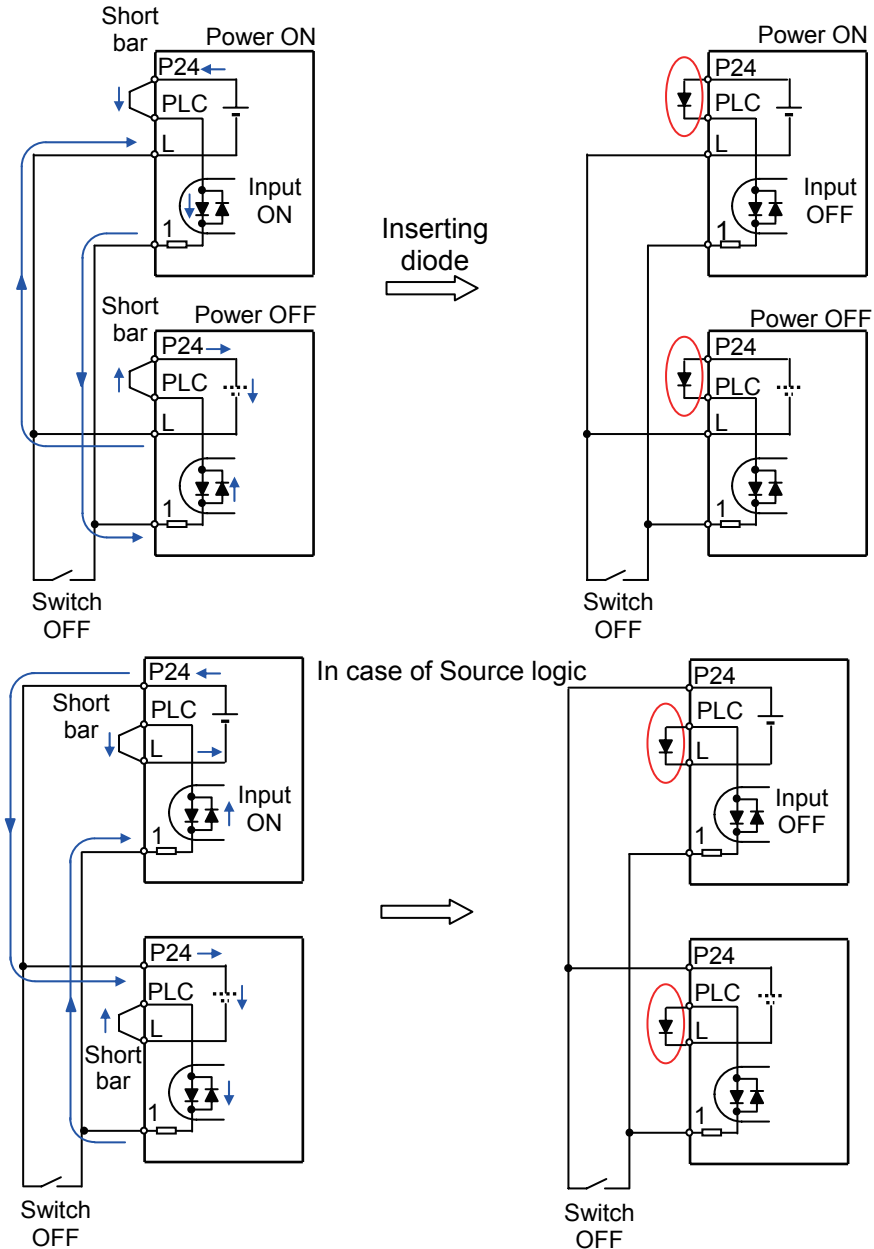 Short
bar
Power ON
P24
PLC
L
Input
ON
1
Short
bar
Power OFF
P24
PLC
L
1
Switch
OFF
Inserting
diode
Power ON
P24
PLC
L
Input
OFF
1
Power OFF
P24
PLC
L
1
Switch
OFF
In case of Source logic
P24
Short
bar
PLC
L
Input
ON
1
P24
PLC
L
Short
bar
1
Switch
OFF
P24
PLC
L
Input
OFF
1
P24
PLC
L
1
Switch
OFF